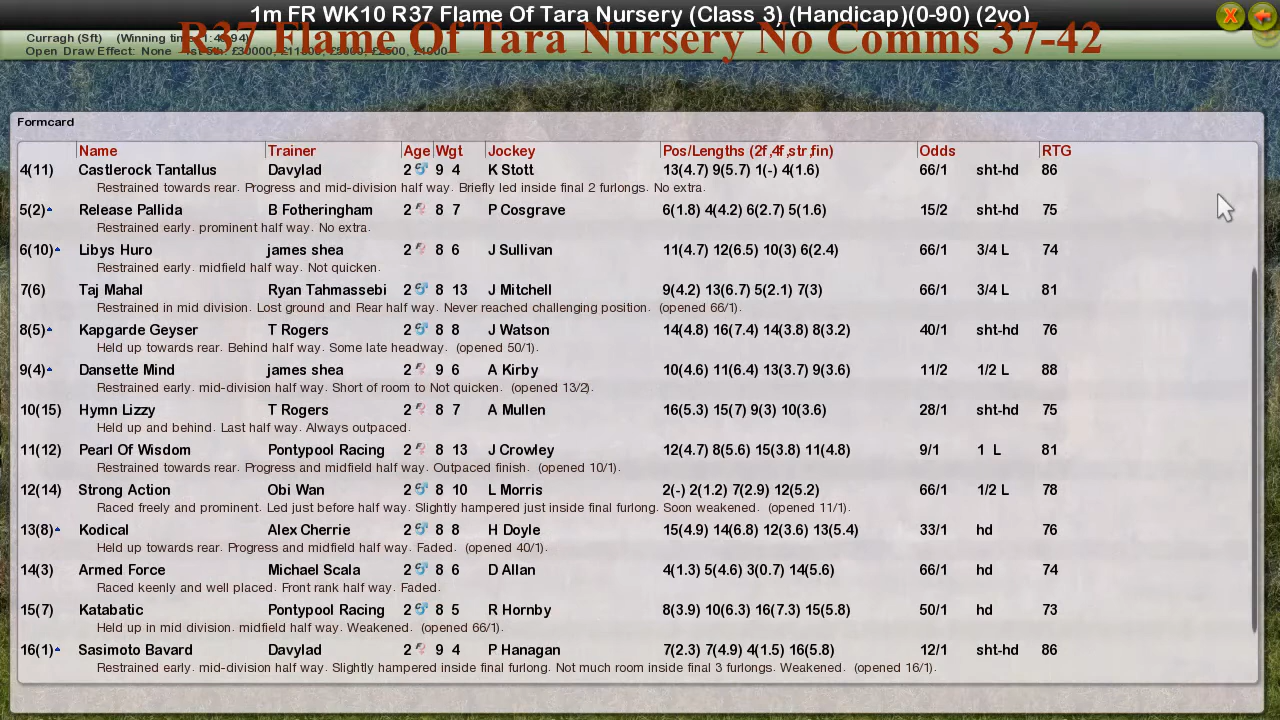 1m FR WK10 R37 Flame Of Tara Nursery (Class 3) (Handicap)(0-90) (2yo)
R37 Flame Of Tara Nursery No Comms 37-42
Curragh (Sft) (Winning time
Open Draw Effect: None 1st-5th, £30000,
Formcard
Name Trainer Age Wgt Jockey Pos/Lengths (2f,4f,str,fin) Odds RTG
4(11) Castlerock Tantallus Davylad 2 9 4 K Stott 13(4.7) 9(5.7) 1(-) 4(1.6) 66/1 sht-hd 86
Restrained towards rear. Progress and mid-division half way. Briefly led inside final 2 furlongs. No extra.
5(2) Release Pallida B Fotheringham 2 8 7 P Cosgrave 6(1.8) 4(4.2) 6(2.7) 5(1.6) 15/2 sht-hd 75
Restrained early. prominent half way. No extra.
6(10) Libys Huro james shea 2 8 6 J Sullivan 11(4.7) 12(6.5) 10(3) 6(2.4) 66/1 3/4 L 74
Restrained early. midfield half way. Not quicken.
7(6) Taj Mahal Ryan Tahmassebi 2 8 13 J Mitchell 9(4.2) 13(6.7) 5(2.1) 7(3) 66/1 3/4 L 81
Restrained in mid division. Lost ground and Rear half way. Never reached challenging position. (opened 66/1).
8(5) Kapgarde Geyser T Rogers 2 8 8 J Watson 14(4.8) 16(7.4) 14(3.8) 8(3.2) 40/1 sht-hd 76
Held up towards rear. Behind half way. Some late headway. (opened 50/1).
9(4) Dansette Mind james shea 2 9 6 A Kirby 10(4.6) 11(6.4) 13(3.7) 9(3.6) 11/2 1/2 L 88
Restrained early. mid-division half way. Short of room to Not quicken. (opened 13/2).
10(15) Hymn Lizzy T Rogers 2 8 7 A Mullen 16(5.3) 15(7) 9(3) 10(3.6) 28/1 sht-hd 75
Held up and behind. Last half way. Always outpaced.
11(12) Pearl Of Wisdom Pontypool Racing 2 8 13 J Crowley 12(4.7) 8(5.6) 15(3.8) 11(4.8) 9/1 1 L 81
Restrained towards rear. Progress and midfield half way. Outpaced finish. (opened 10/1).
12(14) Strong Action Obi Wan 2 8 10 L Morris 2(-) 2(1.2) 7(2.9) 12(5.2) 66/1 1/2 L 78
Raced freely and prominent. Led just before half way. Slightly hampered just inside final furlong. Soon weakened. (opened 11/1).
13(8) Kodical Alex Cherrie 2 8 8 H Doyle 15(4.9) 14(6.8) 12(3.6) 13(5.4) 33/1 hd 76
Held up towards rear. Progress and midfield half way. Faded. (opened 40/1).
14(3) Armed Force Michael Scala 2 8 6 D Allan 4(1.3) 5(4.6) 3(0.7) 14(5.6) 66/1 hd 74
Raced keenly and well placed. Front rank half way. Faded.
15(7) Katabatic Pontypool Racing 2 8 5 R Hornby 8(3.9) 10(6.3) 16(7.3) 15(5.8) 50/1 hd 73
Held up in mid division. midfield half way. Weakened. (opened 66/1).
16(1) Sasimoto Bavard Davylad 2 9 4 P Hanagan 7(2.3) 7(4.9) 4(1.5) 16(5.8) 12/1 sht-hd 86
Restrained early. mid-division half way. Slightly hampered inside final furlong. Not much room inside final 3 furlongs. Weakened. (opened 16/1).